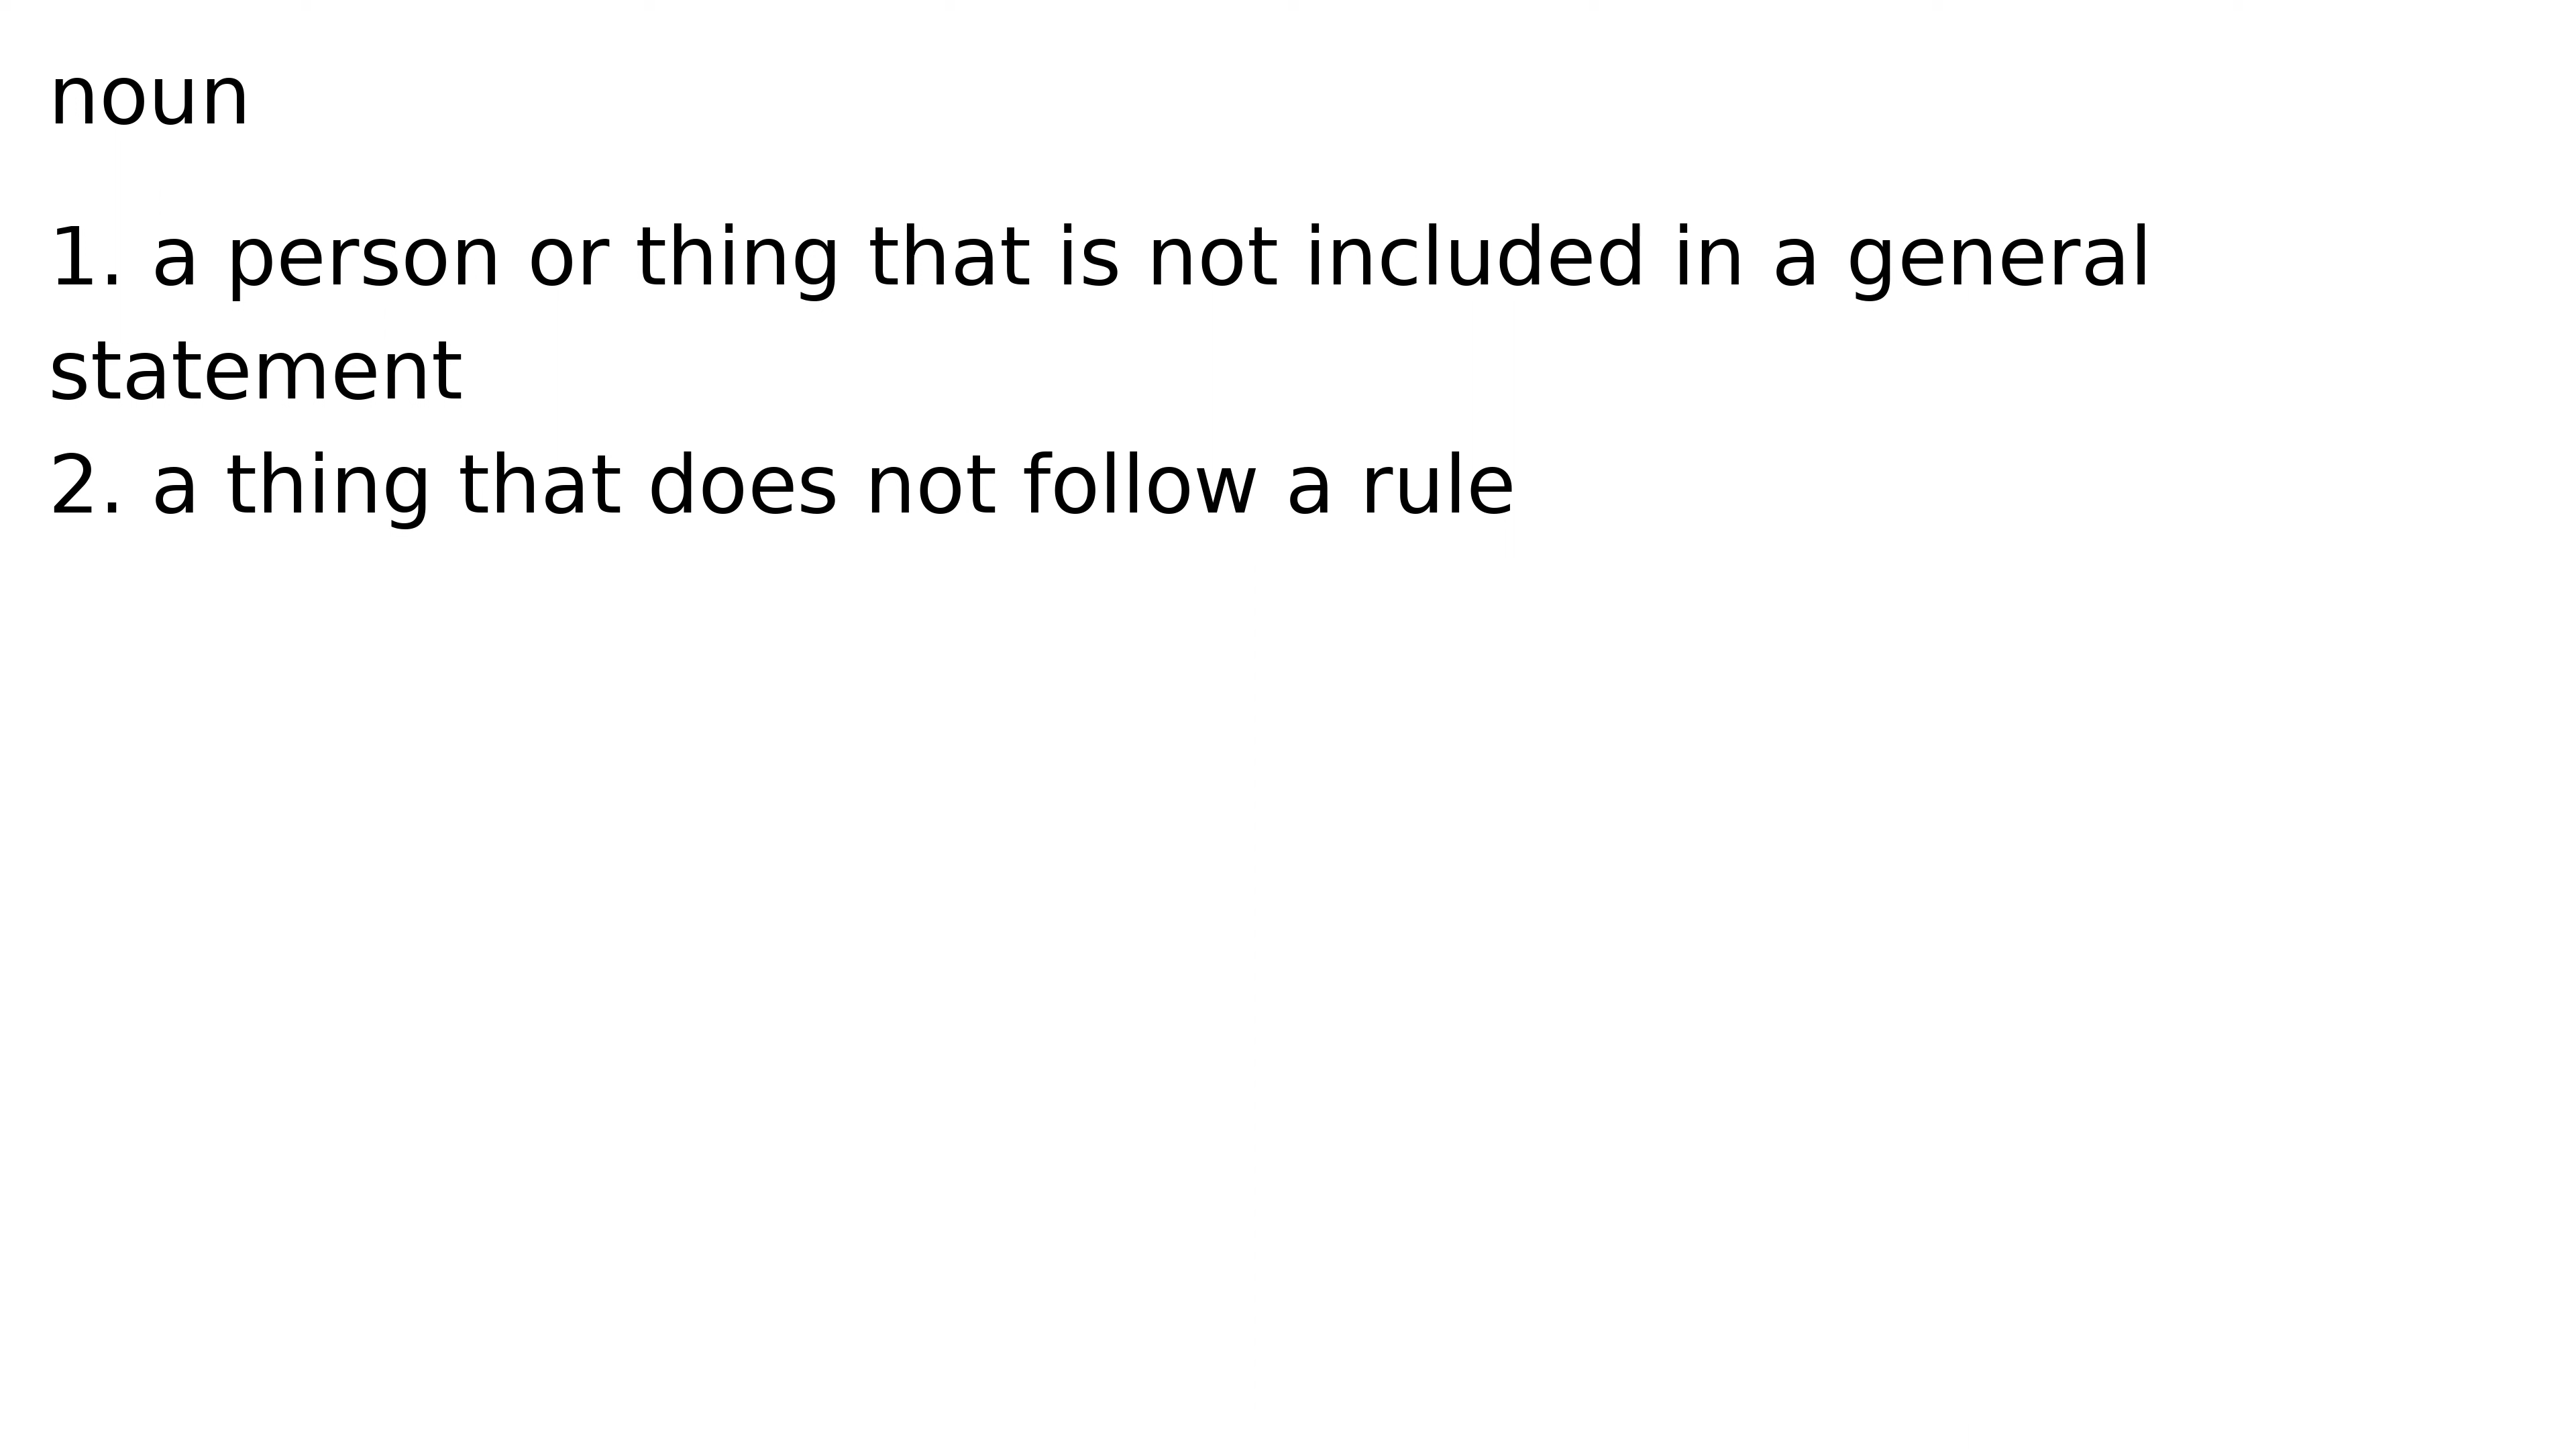 noun
1. a person or thing that is not included in a general
statement
2. a thing that does not follow a rule